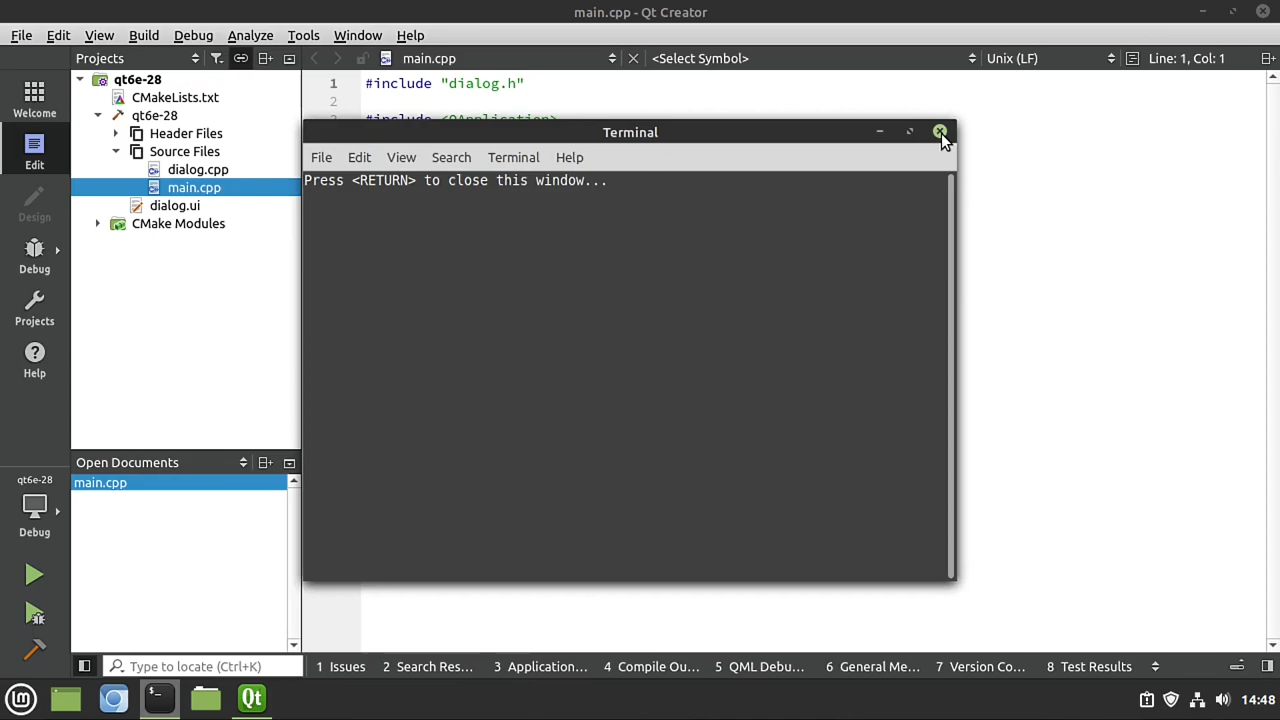 main.cpp - Qt Creator
File Edit View Build Debug Analyze Tools Window Help
Projects main.cpp <Select Symbol> Unix (LF) Line: 1, Col: 1
Welcome
Edit
Design
Debug
Projects
Help
qt6e-28
Debug
qt6e-28
CMakeLists.txt
qt6e-28
Header Files
Source Files
dialog.cpp
main.cpp
dialog.ui
CMake Modules
Open Documents
main.cpp
1 #include "dialog.h"
2
#include <QApplication>
Terminal
File Edit View Search Terminal Help
Press <RETURN> to close this window...
Type to locate (Ctrl+K) 1 Issues 2 Search Res... 3 Application... 4 Compile Ou... 5 QML Debu... 6 General Me... 7 Version Co... 8 Test Results
Qt 14:48